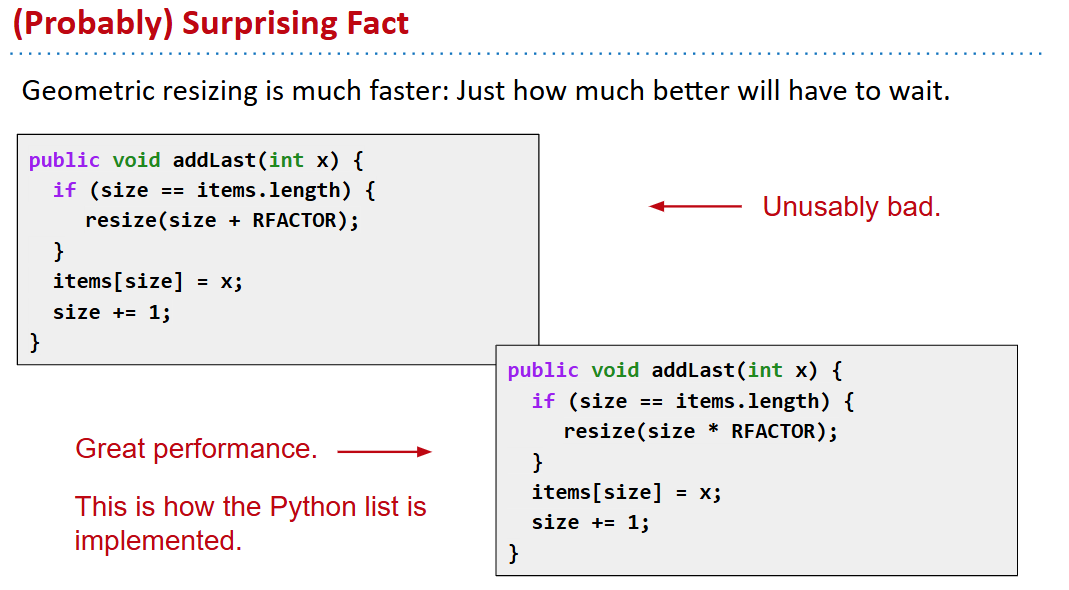 (Probably) Surprising Fact
Geometric resizing is much faster: Just how much better will have to wait.
public void addLast(int x) {
  if (size == items.length) {
    resize(size + RFACTOR);
  }
  items[size] = x;
  size += 1;
}
Unusably bad.
public void addLast(int x) {
  if (size == items.length) {
    resize(size * RFACTOR);
  }
  items[size] = x;
  size += 1;
}
Great performance.
This is how the Python list is
implemented.